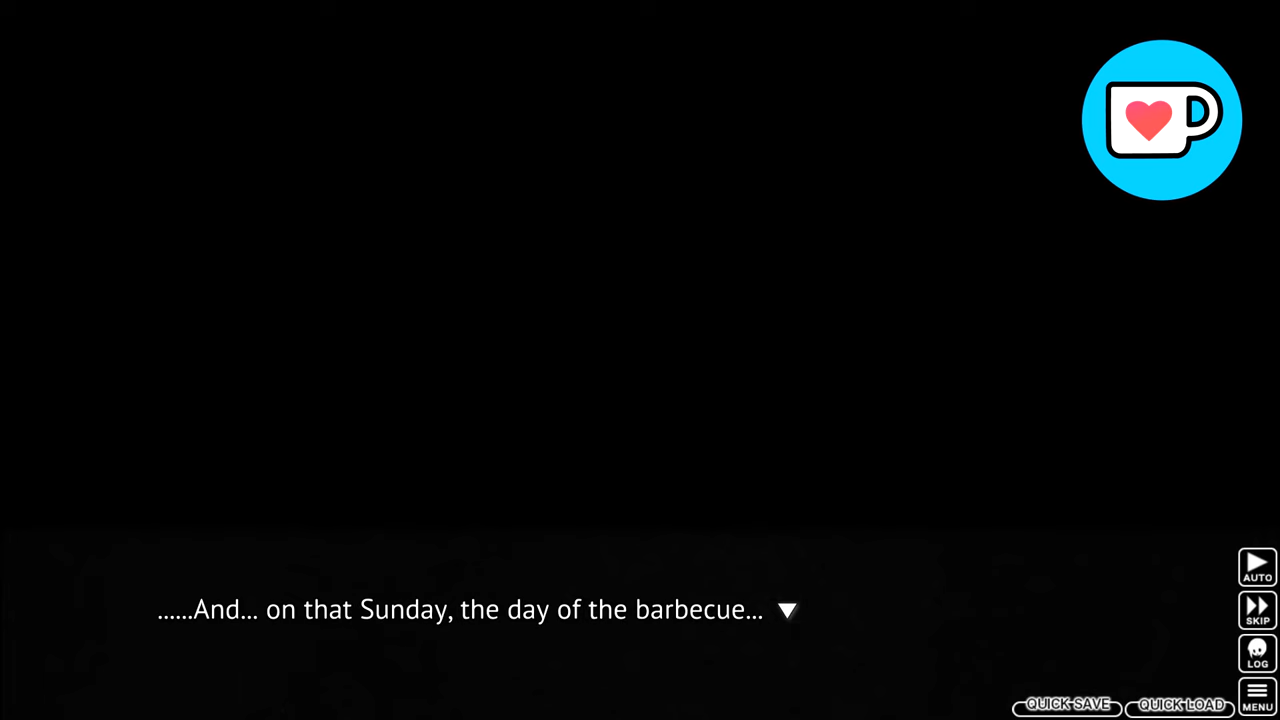 ......And... on that Sunday, the day of the barbecue...
AUTO
SKIP
LOG
MENU
QUICK SAVE QUICK LOAD